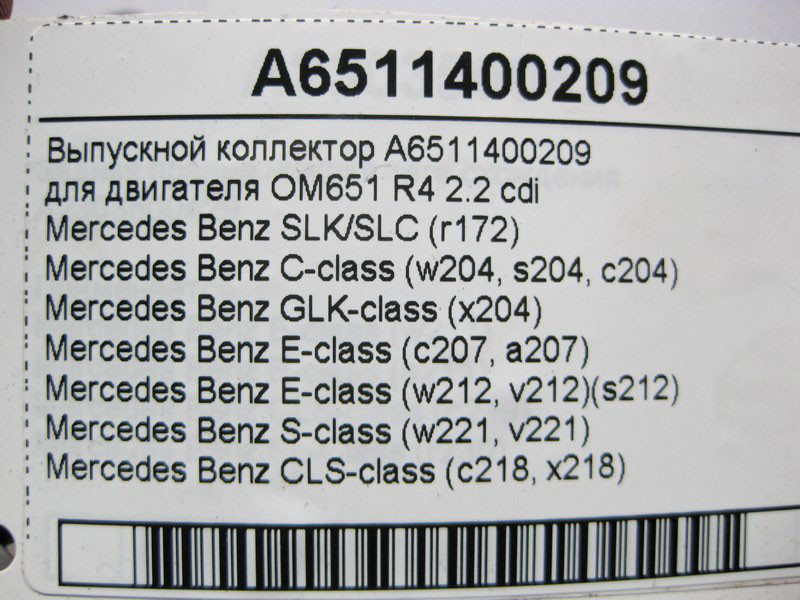 A6511400209
Выпускной коллектор A6511400209
для двигателя OM651 R4 2.2 cdi
Mercedes Benz SLK/SLC (r172)
Mercedes Benz C-class (w204, s204, c204)
Mercedes Benz GLK-class (x204)
Mercedes Benz E-class (c207, a207)
Mercedes Benz E-class (w212, v212)(s212)
Mercedes Benz S-class (w221, v221)
Mercedes Benz CLS-class (c218, x218)